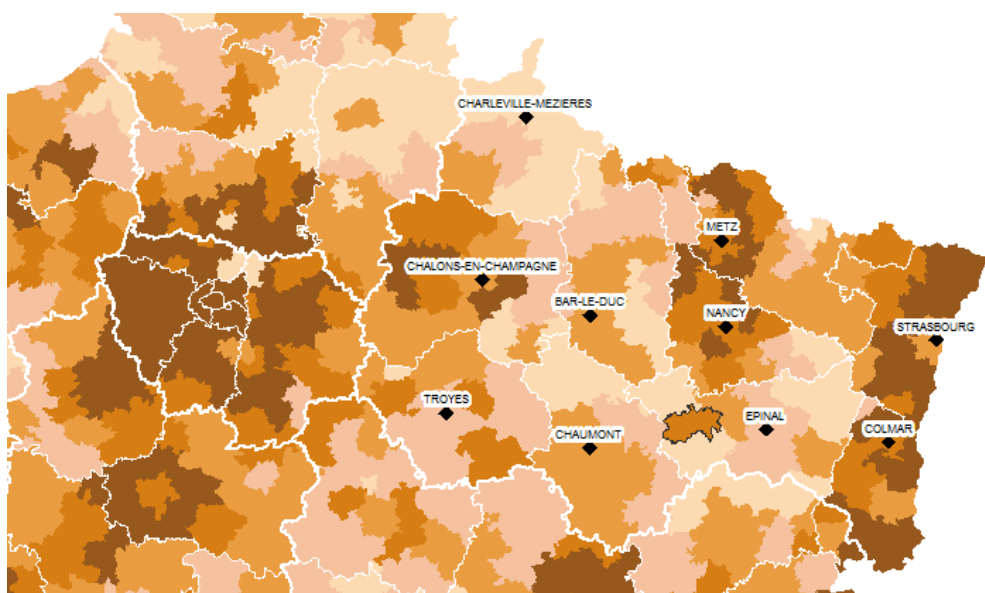 CHARLEVILLE-MEZIERES
METZ
CHALONS-EN-CHAMPAGNE
BAR-LE-DUC
NANCY
STRASBOURG
TROYES
EPINAL
CHAUMONT
COLMAR